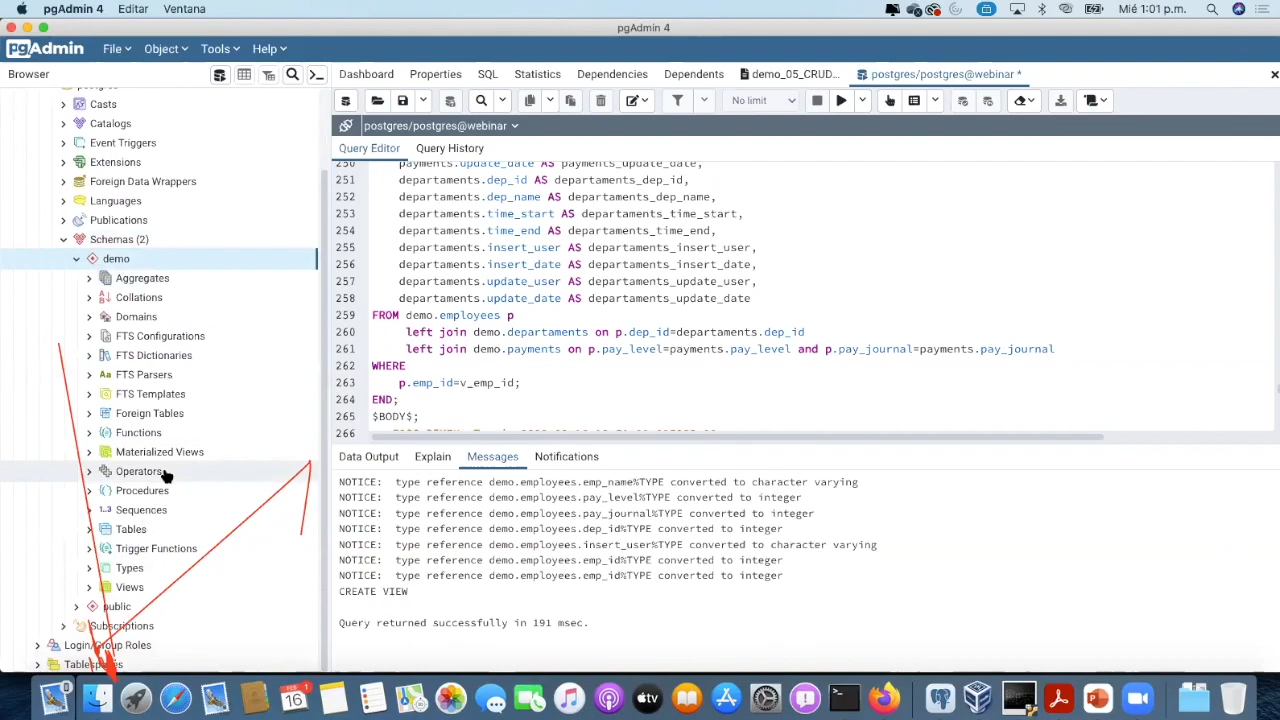 pgAdmin 4 Editar Ventana Mié 1:01 p.m.
pgAdmin 4
pgAdmin File Object Tools Help
Browser Dashboard Properties SQL Statistics Dependencies Dependents demo_05_CRUD... postgres/postgres@webinar *
No limit
postgres/postgres@webinar
Query Editor Query History
postgres
Casts
Catalogs
Event Triggers
Extensions
Foreign Data Wrappers
Languages
Publications
Schemas (2)
demo
Aggregates
Collations
Domains
FTS Configurations
FTS Dictionaries
FTS Parsers
FTS Templates
Foreign Tables
Functions
Materialized Views
Operators
Procedures
Sequences
Tables
Trigger Functions
Types
Views
public
Subscriptions
Login/Group Roles
Tablespaces
250 payments.update_date AS payments_update_date,
251 departaments.dep_id AS departaments_dep_id,
252 departaments.dep_name AS departaments_dep_name,
253 departaments.time_start AS departaments_time_start,
254 departaments.time_end AS departaments_time_end,
255 departaments.insert_user AS departaments_insert_user,
256 departaments.insert_date AS departaments_insert_date,
257 departaments.update_user AS departaments_update_user,
258 departaments.update_date AS departaments_update_date
259 FROM demo.employees p
260 left join demo.departaments on p.dep_id=departaments.dep_id
261 left join demo.payments on p.pay_level=payments.pay_level and p.pay_journal=payments.pay_journal
262 WHERE
263 p.emp_id=v_emp_id;
264 END;
265 $BODY$;
266
Data Output Explain Messages Notifications
NOTICE: type reference demo.employees.emp_name%TYPE converted to character varying
NOTICE: type reference demo.employees.pay_level%TYPE converted to integer
NOTICE: type reference demo.employees.pay_journal%TYPE converted to integer
NOTICE: type reference demo.employees.dep_id%TYPE converted to integer
NOTICE: type reference demo.employees.insert_user%TYPE converted to character varying
NOTICE: type reference demo.employees.emp_id%TYPE converted to integer
NOTICE: type reference demo.employees.emp_id%TYPE converted to integer
CREATE VIEW
Query returned successfully in 191 msec.
FEB
16
tv